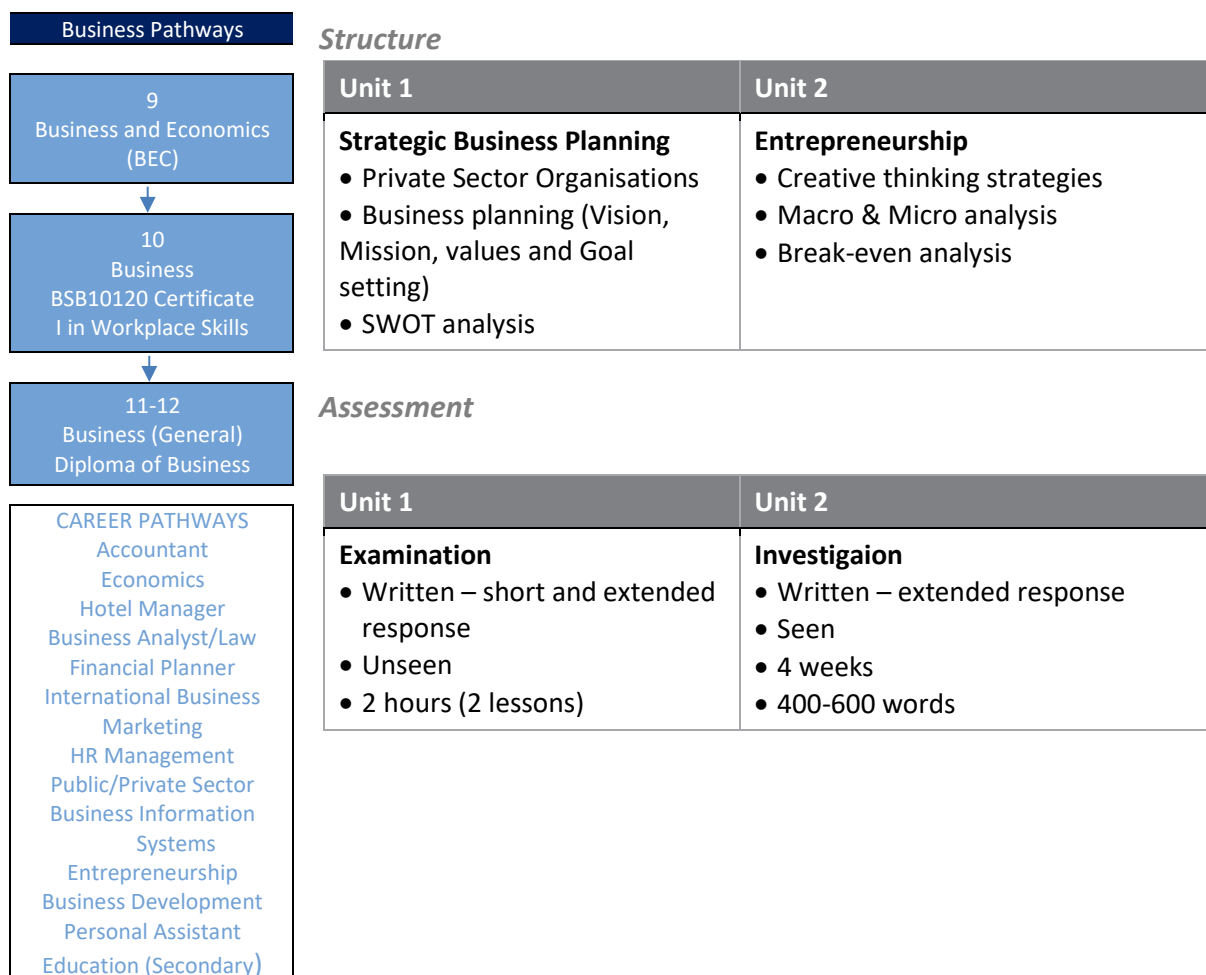 Business Pathways
9
Business and Economics
(BEC)
10
Business
BSB10120 Certificate
I in Workplace Skills
11-12
Business (General)
Diploma of Business
CAREER PATHWAYS
Accountant
Economics
Hotel Manager
Business Analyst/Law
Financial Planner
International Business
Marketing
HR Management
Public/Private Sector
Business Information
Systems
Entrepreneurship
Business Development
Personal Assistant
Education (Secondary)
Structure
Unit 1
Unit 2
Strategic Business Planning
• Private Sector Organisations
• Business planning (Vision,
Mission, values and Goal
setting)
• SWOT analysis
Entrepreneurship
• Creative thinking strategies
• Macro & Micro analysis
• Break-even analysis
Assessment
Unit 1
Unit 2
Examination
• Written – short and extended
response
• Unseen
• 2 hours (2 lessons)
Investigaion
• Written – extended response
• Seen
• 4 weeks
• 400-600 words